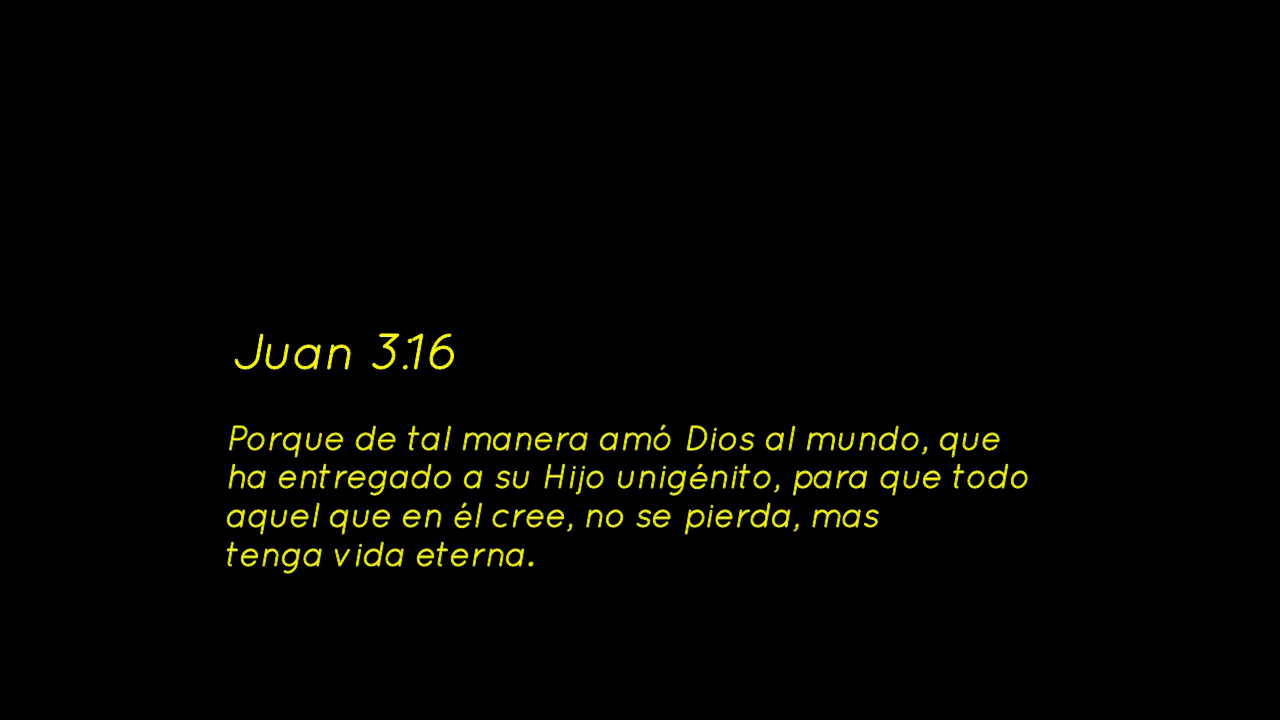 Juan 3:16
Porque de tal manera amó Dios al mundo, que
ha entregado a su Hijo unigénito, para que todo
aquel que en él cree, no se pierda, mas
tenga vida eterna.